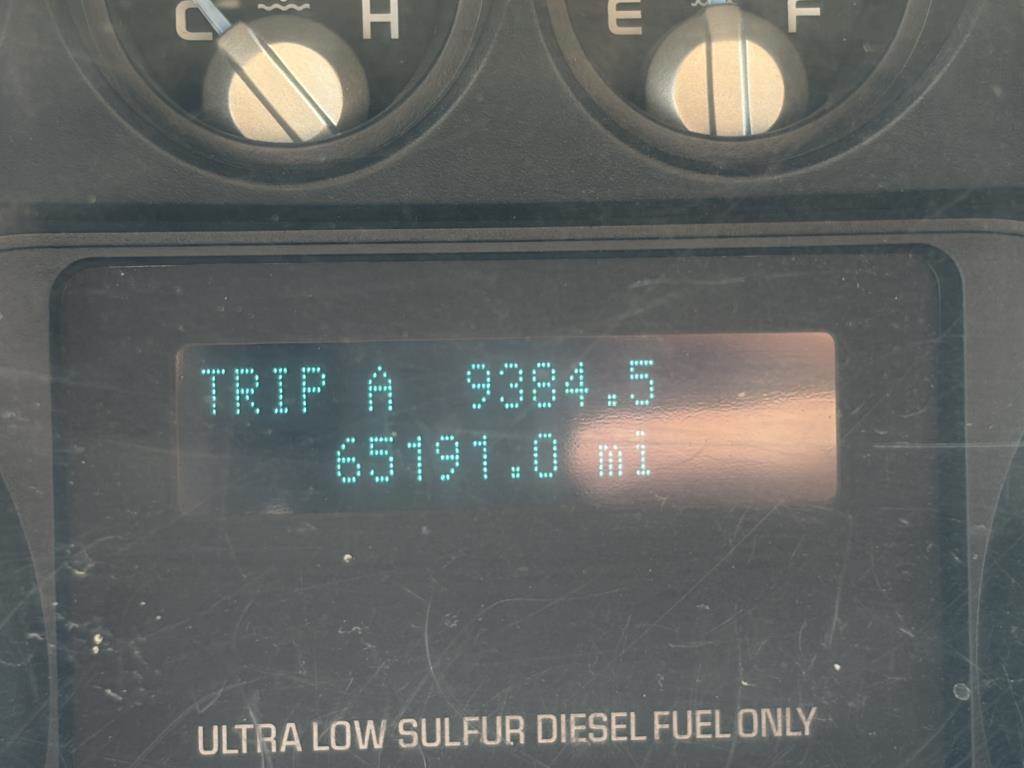 C H E F
TRIP A 9384.5
65191.0 mi
ULTRA LOW SULFUR DIESEL FUEL ONLY